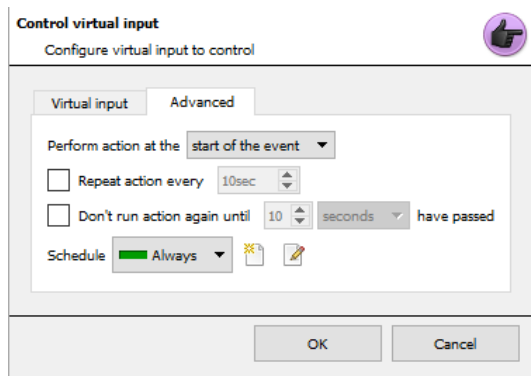 Control virtual input
Configure virtual input to control
Virtual input Advanced
Perform action at the start of the event
Repeat action every 10sec
Don't run action again until 10 seconds have passed
Schedule Always
OK Cancel